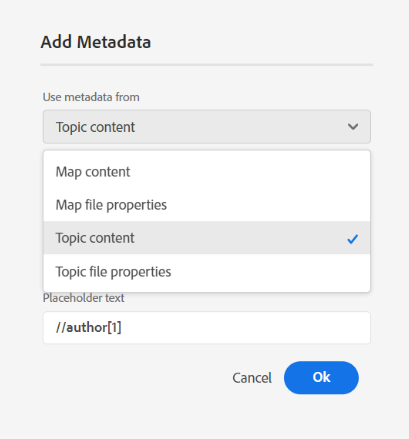 Add Metadata
Use metadata from
Topic content
Map content
Map file properties
Topic content
Topic file properties
Placeholder text
//author[1]
Cancel Ok